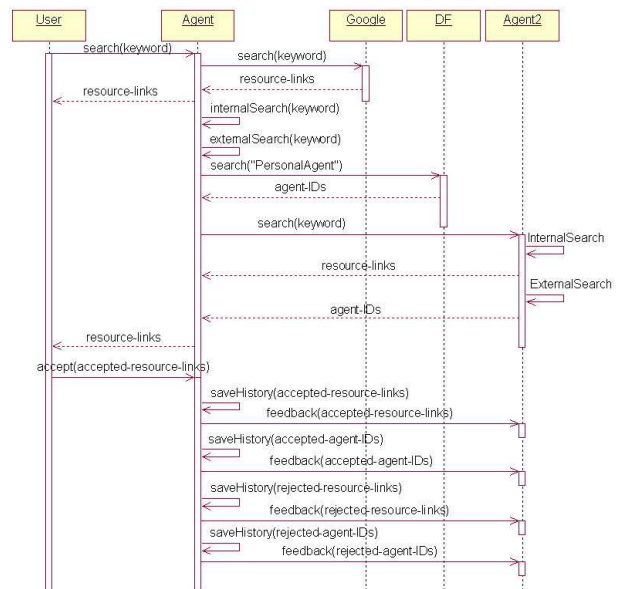 User
Agent
Google
DF
Agent2
search(keyword)
search(keyword)
resource-links
resource-links
internalSearch(keyword)
externalSearch(keyword)
search("PersonalAgent")
agent-IDs
search(keyword)
InternalSearch
resource-links
ExternalSearch
agent-IDs
resource-links
accept(accepted-resource-links)
saveHistory(accepted-resource-links)
feedback(accepted-resource-links)
saveHistory(accepted-agent-IDs)
feedback(accepted-agent-IDs)
saveHistory(rejected-resource-links)
feedback(rejected-resource-links)
saveHistory(rejected-agent-IDs)
feedback(rejected-agent-IDs)